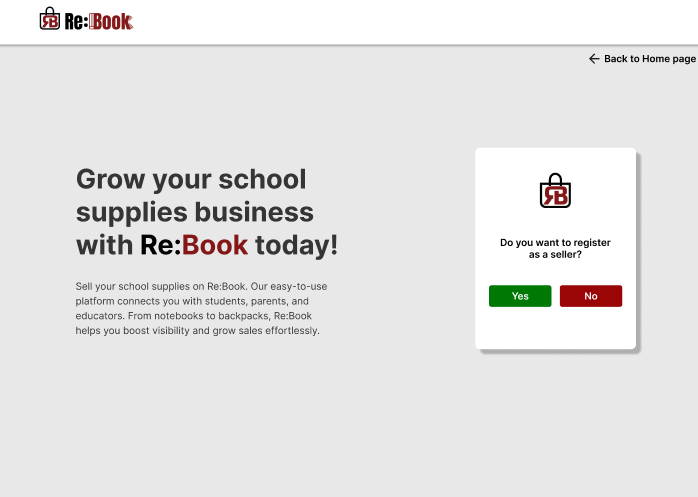 RB Re:Book
Back to Home page
Grow your school
supplies business
with Re:Book today!
Sell your school supplies on Re:Book. Our easy-to-use
platform connects you with students, parents, and
educators. From notebooks to backpacks, Re:Book
helps you boost visibility and grow sales effortlessly.
RB
Do you want to register
as a seller?
Yes
No